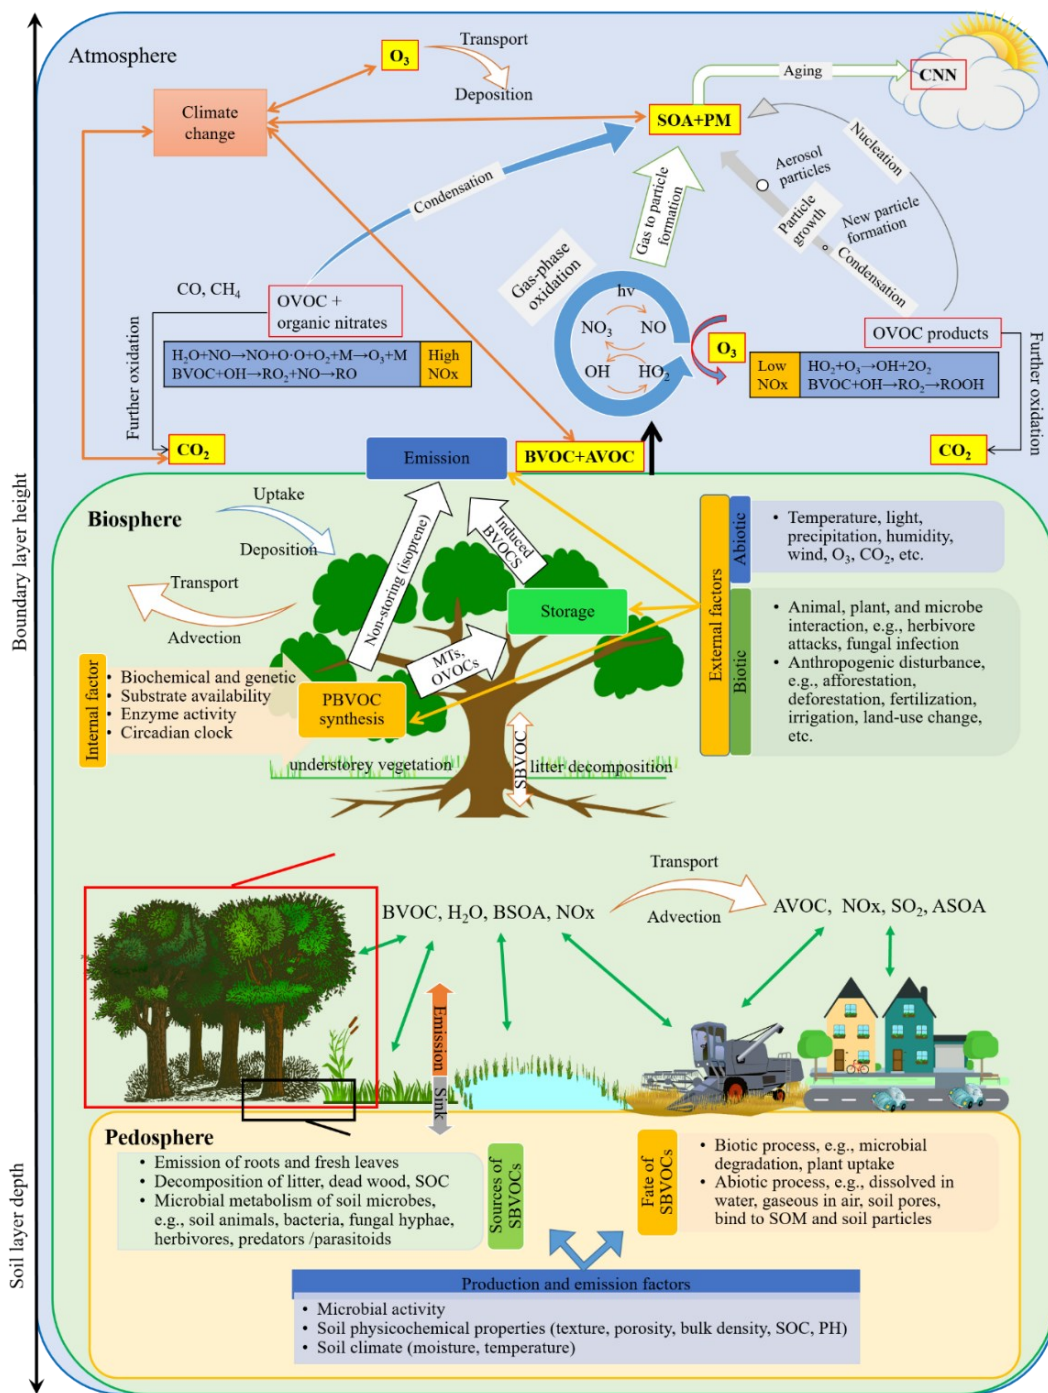 Atmosphere
O₃
Transport
Deposition
Climate
change
SOA+PM
Aging
CNN
Nucleation
Aerosol
particles
Particle
growth
New particle
formation
Condensation
Condensation
Gas to particle
formation
Gas-phase
oxidation
hν
NO₃
NO
OH
HO₂
O₃
CO, CH₄
OVOC +
organic nitrates
OVOC products
Further oxidation
H₂O+NO→NO+O·O+O₂+M→O₃+M
BVOC+OH→RO₂+NO→RO
High
NOx
Low
NOx
HO₂+O₃→OH+2O₂
BVOC+OH→RO₂→ROOH
Further oxidation
CO₂
Emission
BVOC+AVOC
CO₂
Boundary layer height
Biosphere
Uptake
Deposition
Transport
Advection
Non-storing (isoprene)
Induced
BVOCS
Storage
MTs,
OVOCs
PBVOC
synthesis
Internal factor
• Biochemical and genetic
• Substrate availability
• Enzyme activity
• Circadian clock
External factors
Abiotic
• Temperature, light,
precipitation, humidity,
wind, O₃, CO₂, etc.
Biotic
• Animal, plant, and microbe
interaction, e.g., herbivore
attacks, fungal infection
• Anthropogenic disturbance,
e.g., afforestation,
deforestation, fertilization,
irrigation, land-use change,
etc.
understorey vegetation
SBVOC
litter decomposition
BVOC, H₂O, BSOA, NOx
Transport
Advection
AVOC, NOx, SO₂, ASOA
Emission
Sink
Soil layer depth
Pedosphere
• Emission of roots and fresh leaves
• Decomposition of litter, dead wood, SOC
• Microbial metabolism of soil microbes,
e.g., soil animals, bacteria, fungal hyphae,
herbivores, predators /parasitoids
Sources of
SBVOCs
Fate of
SBVOCs
• Biotic process, e.g., microbial
degradation, plant uptake
• Abiotic process, e.g., dissolved in
water, gaseous in air, soil pores,
bind to SOM and soil particles
Production and emission factors
• Microbial activity
• Soil physicochemical properties (texture, porosity, bulk density, SOC, PH)
• Soil climate (moisture, temperature)